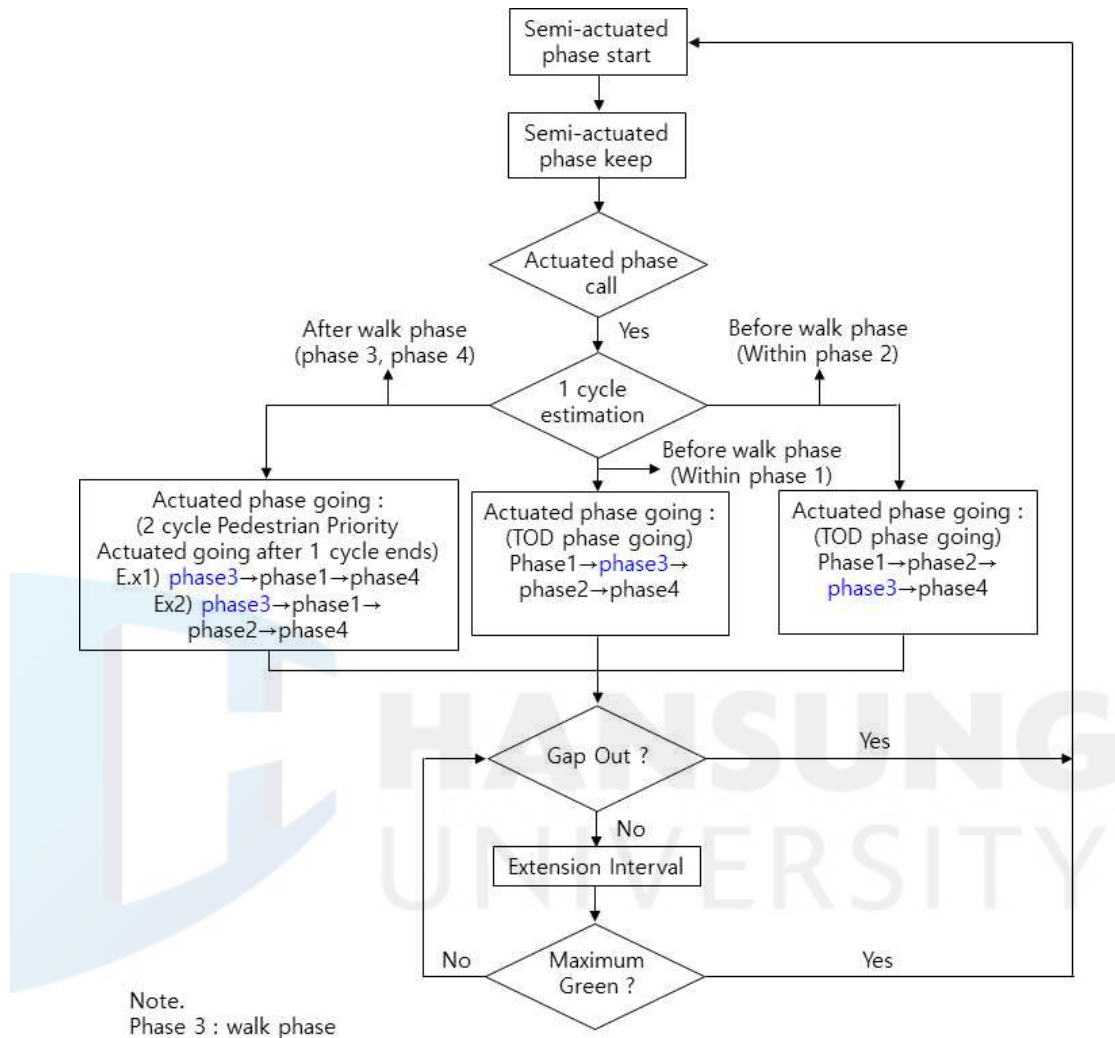 Semi-actuated
phase start
Semi-actuated
phase keep
Actuated phase
call
Yes
After walk phase
(phase 3, phase 4)
Before walk phase
(Within phase 2)
1 cycle
estimation
Before walk phase
(Within phase 1)
Actuated phase going :
(2 cycle Pedestrian Priority
Actuated going after 1 cycle ends)
E.x1) phase3→phase1→phase4
Ex2) phase3→phase1→
phase2→phase4
Actuated phase going :
(TOD phase going)
Phase1→phase3→
phase2→phase4
Actuated phase going :
(TOD phase going)
Phase1→phase2→
phase3→phase4
HANSUNG
UNIVERSITY
Gap Out ?
Yes
No
Extension Interval
Maximum
Green ?
No
Yes
Note.
Phase 3 : walk phase